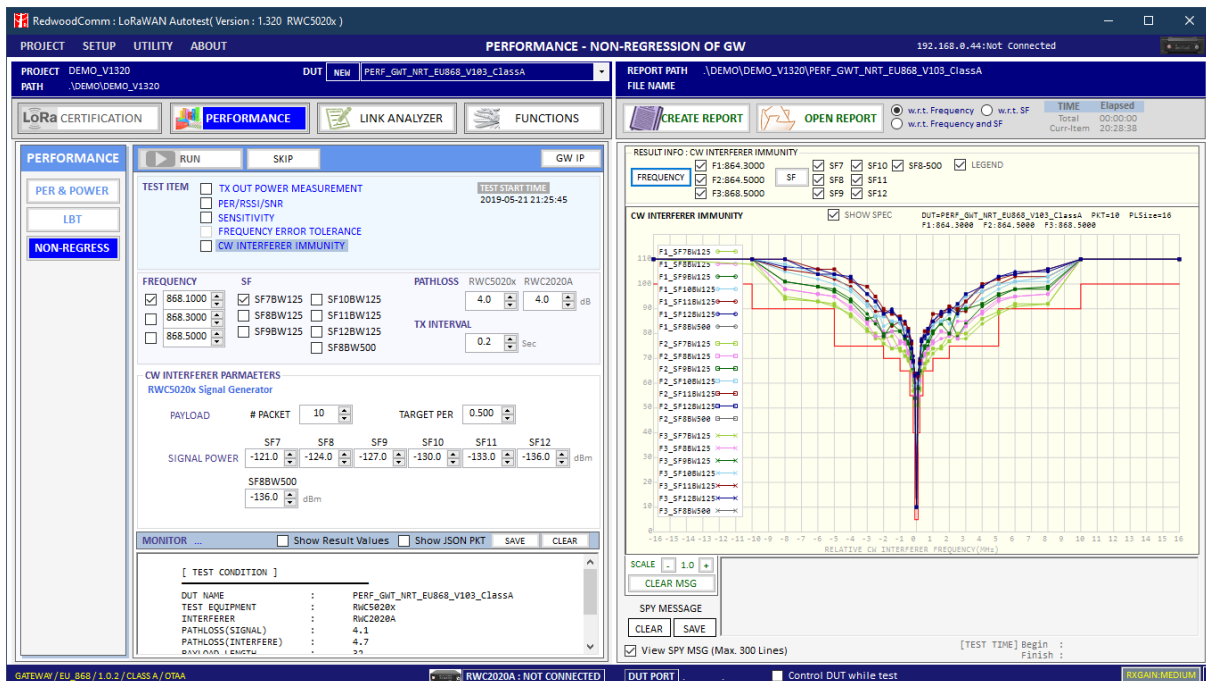 RedwoodComm : LoRaWAN Autotest( Version : 1.320 RWC5020x )
PROJECT SETUP UTILITY ABOUT
PERFORMANCE - NON-REGRESSION OF GW
192.168.0.44:Not Connected
PROJECT DEMO_V1320
DUT NEW PERF_GWT_NRT_EU868_V103_ClassA
PATH .\DEMO\DEMO_V1320
REPORT PATH .\DEMO\DEMO_V1320\PERF_GWT_NRT_EU868_V103_ClassA
FILE NAME
LoRa CERTIFICATION
PERFORMANCE
LINK ANALYZER
FUNCTIONS
CREATE REPORT
OPEN REPORT
w.r.t. Frequency w.r.t. SF
w.r.t. Frequency and SF
TIME Elapsed
Total 00:00:00
Curr-Item 20:28:38
PERFORMANCE
PER & POWER
LBT
NON-REGRESS
RUN
SKIP
GW IP
TEST ITEM
TX OUT POWER MEASUREMENT
PER/RSSI/SNR
SENSITIVITY
FREQUENCY ERROR TOLERANCE
CW INTERFERER IMMUNITY
TEST START TIME
2019-05-21 21:25:45
FREQUENCY SF PATHLOSS RWC5020x RWC2020A
868.1000 SF7BW125 SF10BW125 4.0 4.0 dB
868.3000 SF8BW125 SF11BW125
868.5000 SF9BW125 SF12BW125
SF8BW500
TX INTERVAL
0.2 Sec
CW INTERFERER PARMAETERS
RWC5020x Signal Generator
PAYLOAD # PACKET 10 TARGET PER 0.500
SF7 SF8 SF9 SF10 SF11 SF12
SIGNAL POWER -121.0 -124.0 -127.0 -130.0 -133.0 -136.0 dBm
SF8BW500
-136.0 dBm
MONITOR ... Show Result Values Show JSON PKT SAVE CLEAR
[ TEST CONDITION ]
DUT NAME : PERF_GWT_NRT_EU868_V103_ClassA
TEST EQUIPMENT : RWC5020x
INTERFERER : RWC2020A
PATHLOSS(SIGNAL) : 4.1
PATHLOSS(INTERFERE) : 4.7
PAYLOAD LENGTH : 32
RESULT INFO : CW INTERFERER IMMUNITY
FREQUENCY
F1:864.3000
F2:864.5000
F3:868.5000
SF
SF7 SF10 SF8-500 LEGEND
SF8 SF11
SF9 SF12
CW INTERFERER IMMUNITY
SHOW SPEC
DUT=PERF_GWT_NRT_EU868_V103_ClassA PKT=10 PLSize=16
F1:864.3000 F2:864.5000 F3:868.5000
F1_SF7BW125
F1_SF8BW125
F1_SF9BW125
F1_SF10BW125
F1_SF11BW125
F1_SF12BW125
F1_SF8BW500
F2_SF7BW125
F2_SF8BW125
F2_SF9BW125
F2_SF10BW125
F2_SF11BW125
F2_SF12BW125
F2_SF8BW500
F3_SF7BW125
F3_SF8BW125
F3_SF9BW125
F3_SF10BW125
F3_SF11BW125
F3_SF12BW125
F3_SF8BW500
110
100
90
80
70
60
50
40
30
20
10
0
-16 -15 -14 -13 -12 -11 -10 -9 -8 -7 -6 -5 -4 -3 -2 -1 0 1 2 3 4 5 6 7 8 9 10 11 12 13 14 15 16
RELATIVE CW INTERFERER FREQUENCY(MHz)
SCALE - 1.0 +
CLEAR MSG
SPY MESSAGE
CLEAR SAVE
View SPY MSG (Max. 300 Lines)
[TEST TIME] Begin :
Finish :
GATEWAY / EU_868 / 1.0.2 / CLASS A / OTAA
RWC2020A : NOT CONNECTED
DUT PORT
Control DUT while test
RXGAIN:MEDIUM